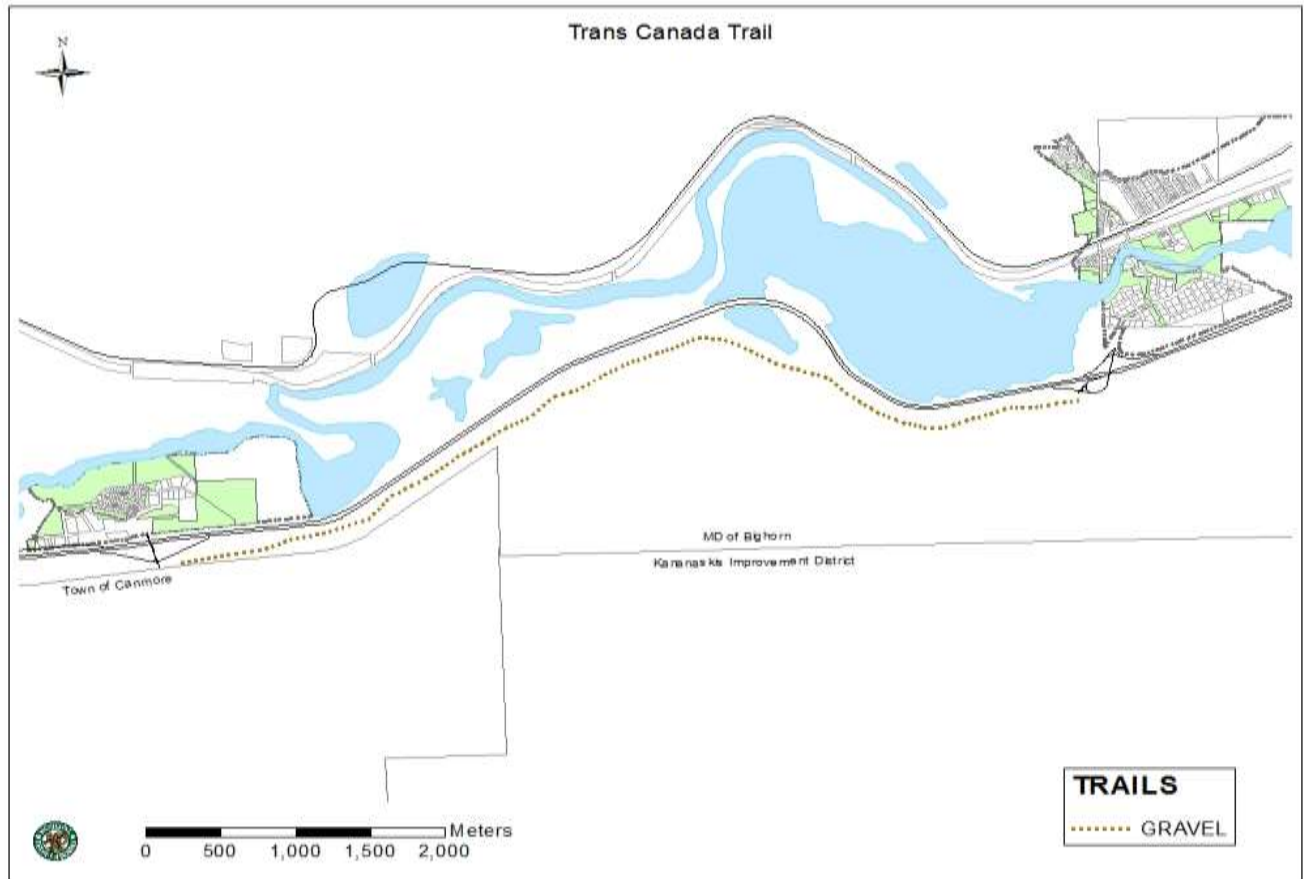 Trans Canada Trail
N
MD of Bighorn
Kananaskis Improvement District
Town of Canmore
TRAILS
GRAVEL
Meters
0 500 1,000 1,500 2,000